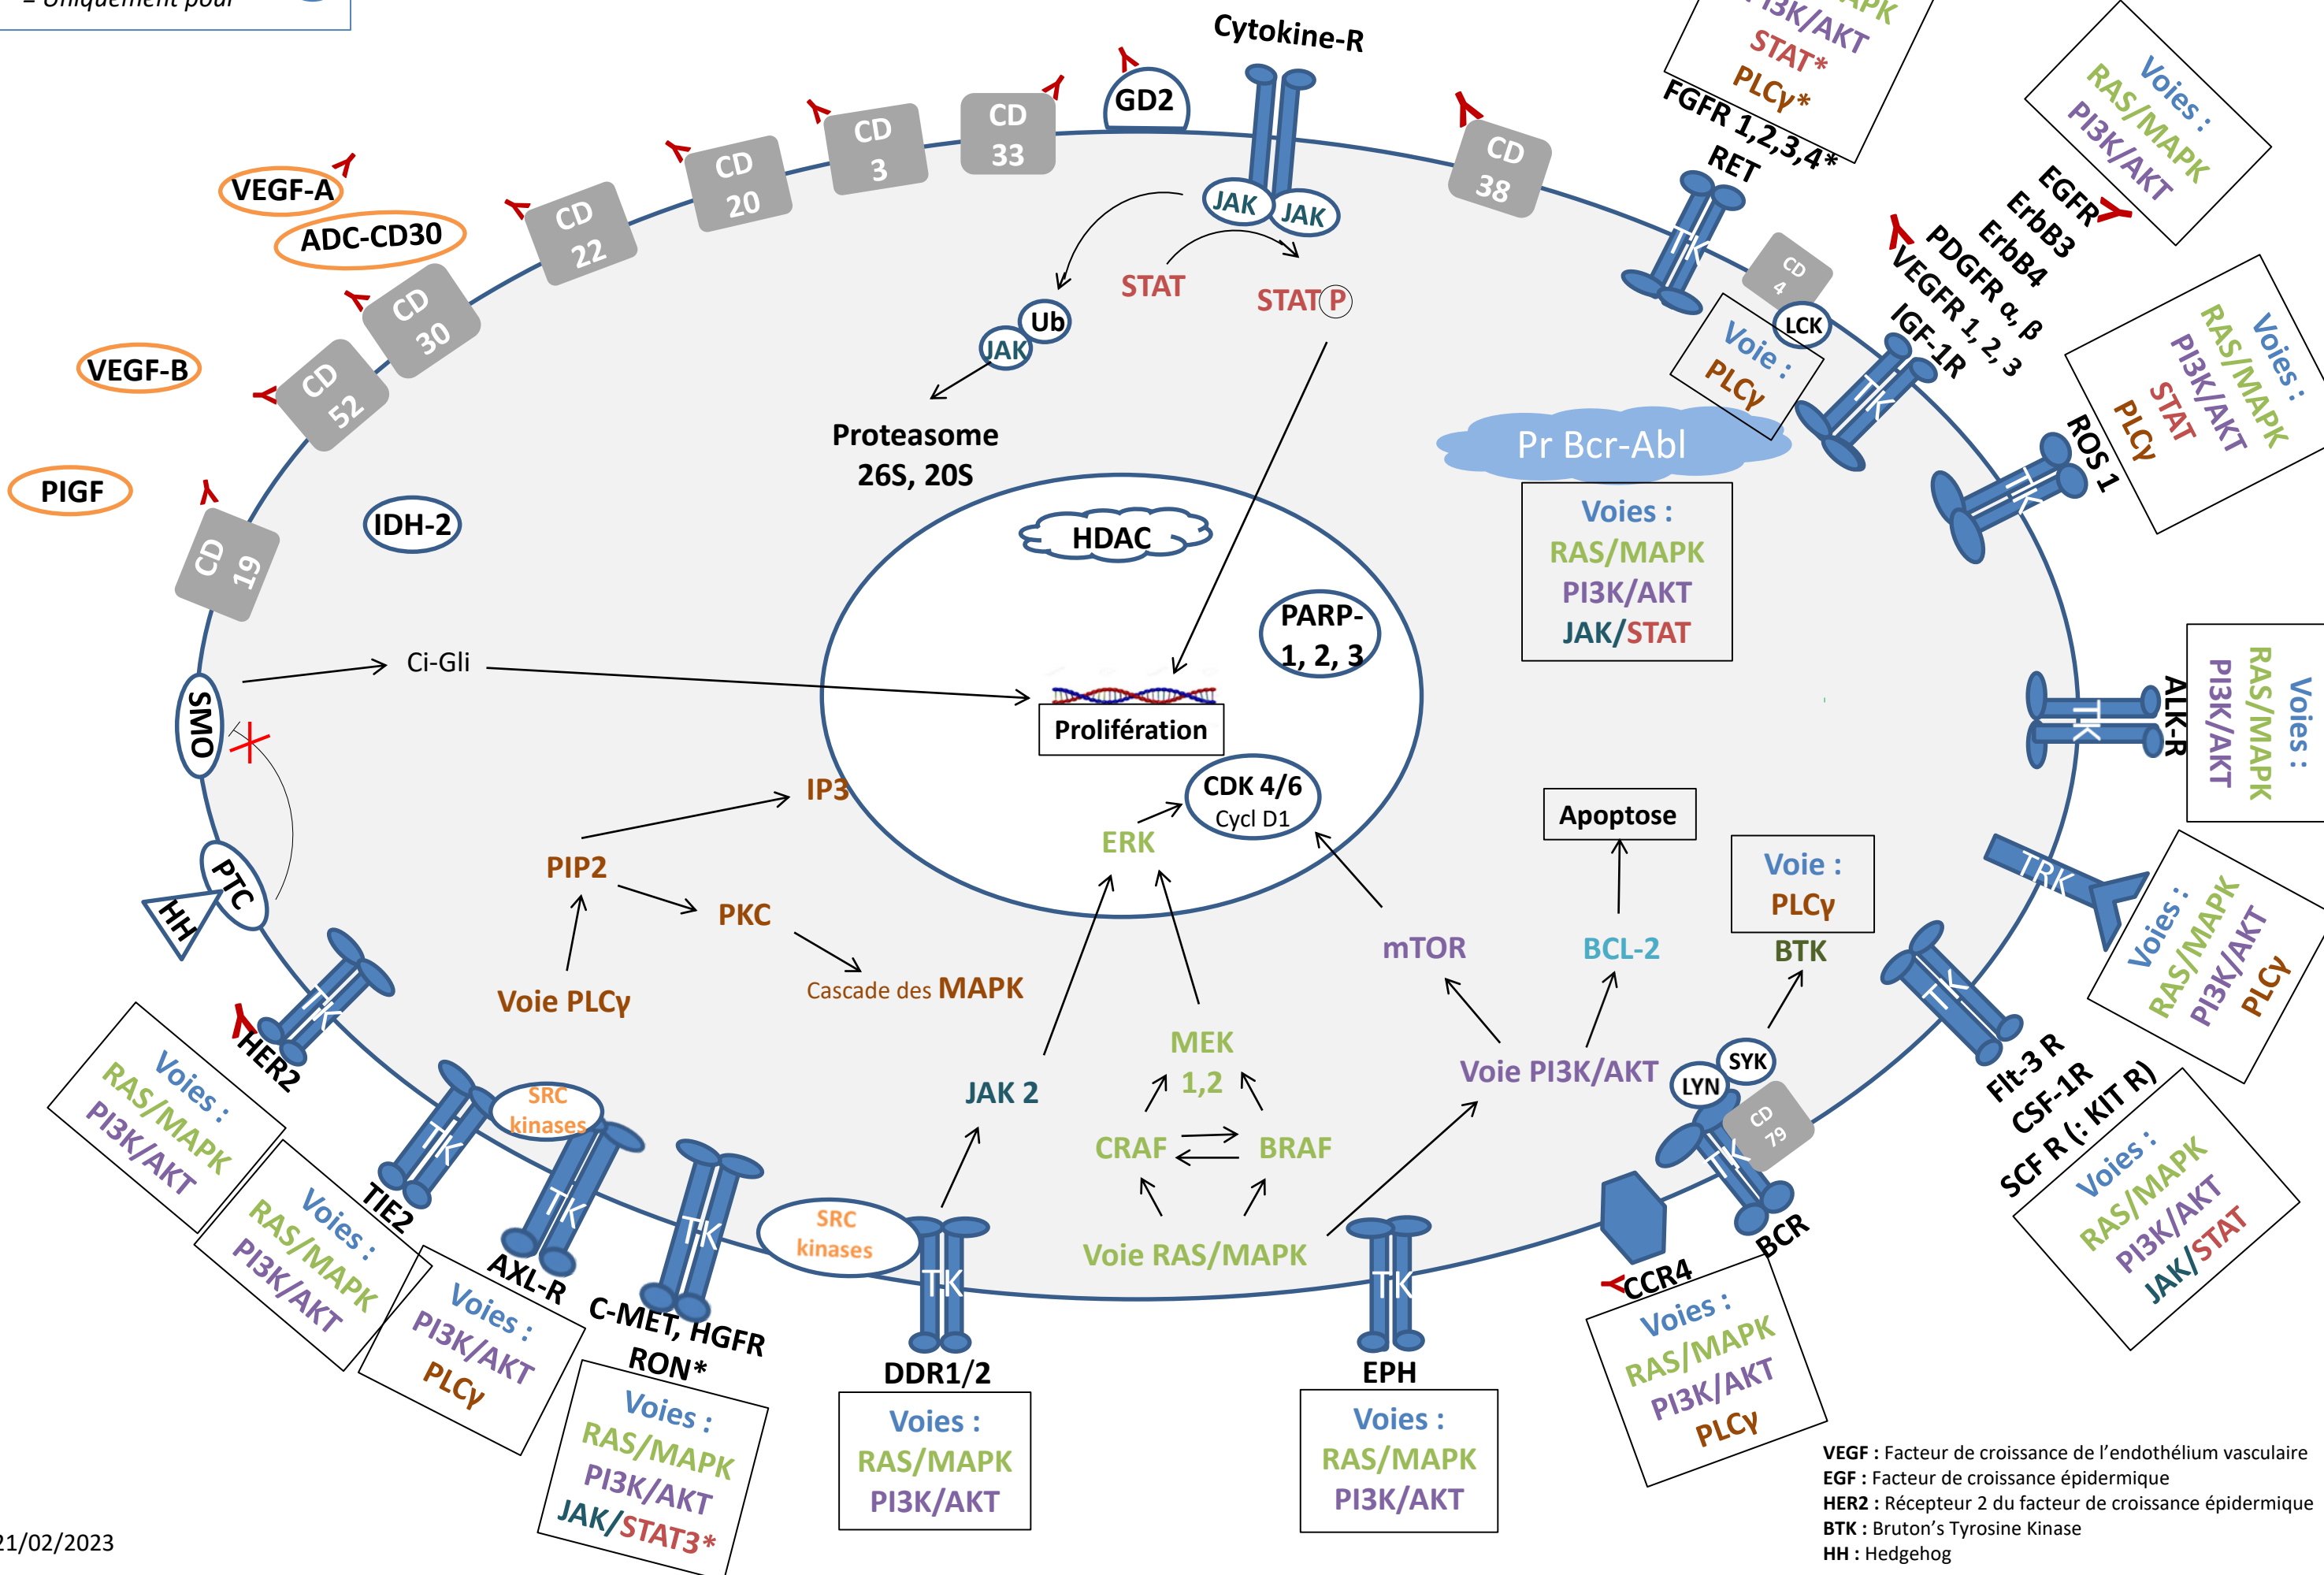 = Uniquement pour
Cytokine-R
GD2
CD
33
CD
3
CD
20
CD
22
CD
30
CD
52
CD
19
CD
38
VEGF-A
ADC-CD30
VEGF-B
PIGF
IDH-2
JAK
JAK
STAT
STAT P
Ub
JAK
Proteasome
26S, 20S
PI3K/AKT
STAT*
PLCγ*
FGFR 1,2,3,4*
RET
TK
CD
4
LCK
Voie :
PLCγ
Voies :
RAS/MAPK
PI3K/AKT
EGFR
ErbB3
ErbB4
PDGFR α, β
VEGFR 1, 2, 3
IGF-1R
TK
Voies :
RAS/MAPK
PI3K/AKT
STAT
PLCγ
ROS 1
TK
Pr Bcr-Abl
Voies :
RAS/MAPK
PI3K/AKT
JAK/STAT
HDAC
PARP-
1, 2, 3
Prolifération
CDK 4/6
Cycl D1
ERK
Ci-Gli
SMO
PTC
HH
IP3
PIP2
PKC
Voie PLCγ
Cascade des MAPK
Apoptose
Voie :
PLCγ
BTK
mTOR
BCL-2
Voie PI3K/AKT
MEK
1,2
JAK 2
CRAF
BRAF
Voie RAS/MAPK
SYK
LYN
CD
79
TK
BCR
CCR4
Voies :
RAS/MAPK
PI3K/AKT
PLCγ
TK
ALK-R
Voies :
RAS/MAPK
PI3K/AKT
TRK
Voies :
RAS/MAPK
PI3K/AKT
PLCγ
TK
Flt-3 R
CSF-1R
SCF R (: KIT R)
Voies :
RAS/MAPK
PI3K/AKT
JAK/STAT
TK
HER2
Voies :
RAS/MAPK
PI3K/AKT
TK
SRC
kinases
TIE2
Voies :
RAS/MAPK
PI3K/AKT
TK
AXL-R
Voies :
PI3K/AKT
PLCγ
TK
C-MET, HGFR
RON*
Voies :
RAS/MAPK
PI3K/AKT
JAK/STAT3*
SRC
kinases
TK
DDR1/2
Voies :
RAS/MAPK
PI3K/AKT
TK
EPH
Voies :
RAS/MAPK
PI3K/AKT
VEGF : Facteur de croissance de l'endothélium vasculaire
EGF : Facteur de croissance épidermique
HER2 : Récepteur 2 du facteur de croissance épidermique
BTK : Bruton's Tyrosine Kinase
HH : Hedgehog
21/02/2023